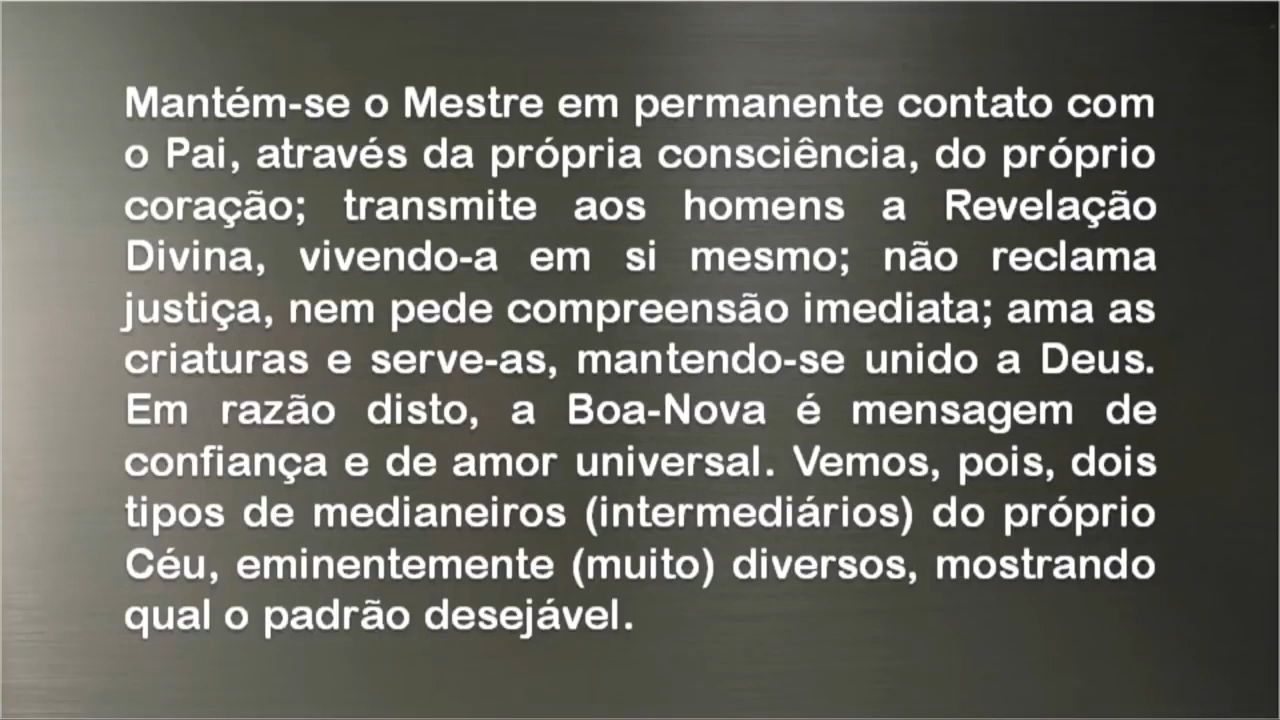 Mantém-se o Mestre em permanente contato com
o Pai, através da própria consciência, do próprio
coração; transmite aos homens a Revelação
Divina, vivendo-a em si mesmo; não reclama
justiça, nem pede compreensão imediata; ama as
criaturas e serve-as, mantendo-se unido a Deus.
Em razão disto, a Boa-Nova é mensagem de
confiança e de amor universal. Vemos, pois, dois
tipos de medianeiros (intermediários) do próprio
Céu, eminentemente (muito) diversos, mostrando
qual o padrão desejável.